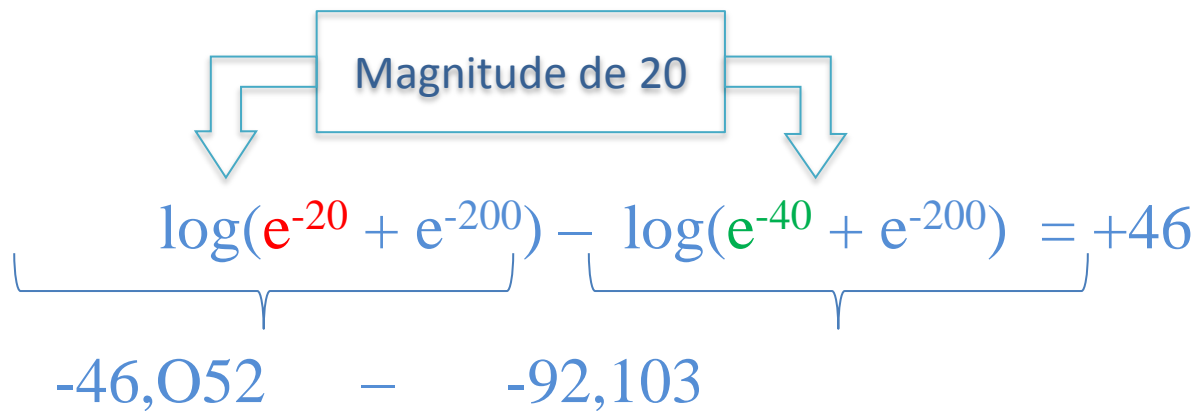 Magnitude de 20
log(e⁻²⁰ + e⁻²⁰⁰) – log(e⁻⁴⁰ + e⁻²⁰⁰) = +46
-46,O52 – -92,103